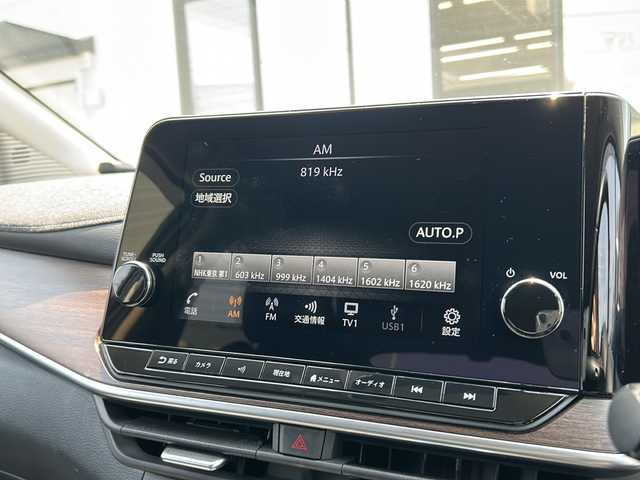 AM
819 kHz
Source
地域選択
AUTO.P
1 2 3 4 5 6
NHK東京 第1 603 kHz 999 kHz 1404 kHz 1602 kHz 1620 kHz
PUSH
SOUND
VOL
電話 AM FM 交通情報 TV1 USB1 設定
戻る カメラ 現在地 メニュー オーディオ